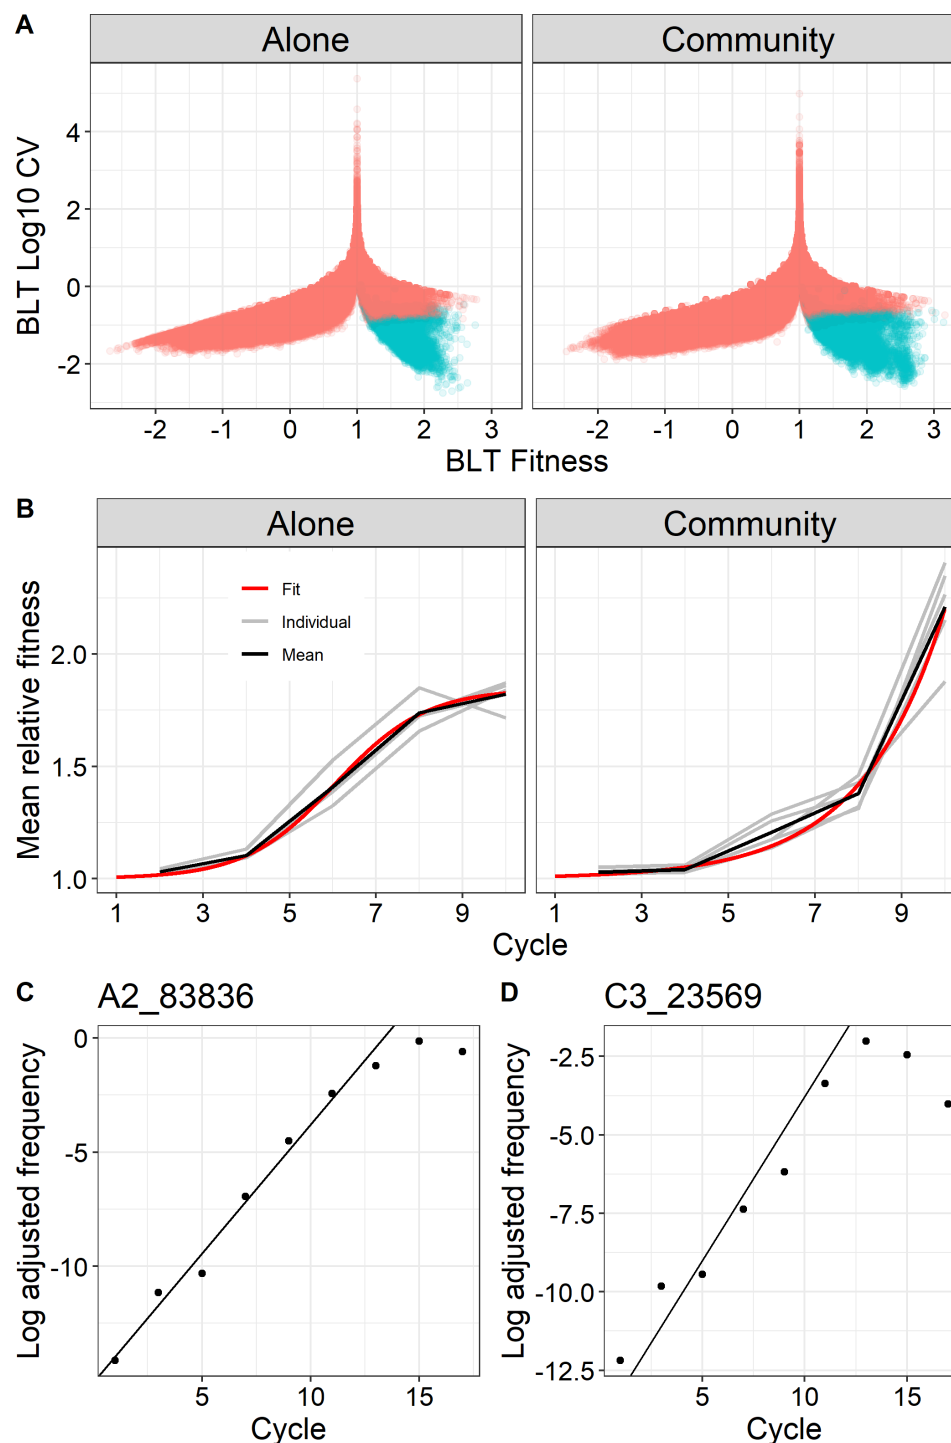 A
Alone
Community
BLT Log10 CV
4
2
0
-2
-2
-1
0
1
2
3
-2
-1
0
1
2
3
BLT Fitness
B
Alone
Community
Mean relative fitness
2.0
1.5
1.0
Fit
Individual
Mean
1
3
5
7
9
1
3
5
7
9
Cycle
C
A2_83836
Log adjusted frequency
0
-5
-10
5
10
15
Cycle
D
C3_23569
Log adjusted frequency
-2.5
-5.0
-7.5
-10.0
-12.5
5
10
15
Cycle